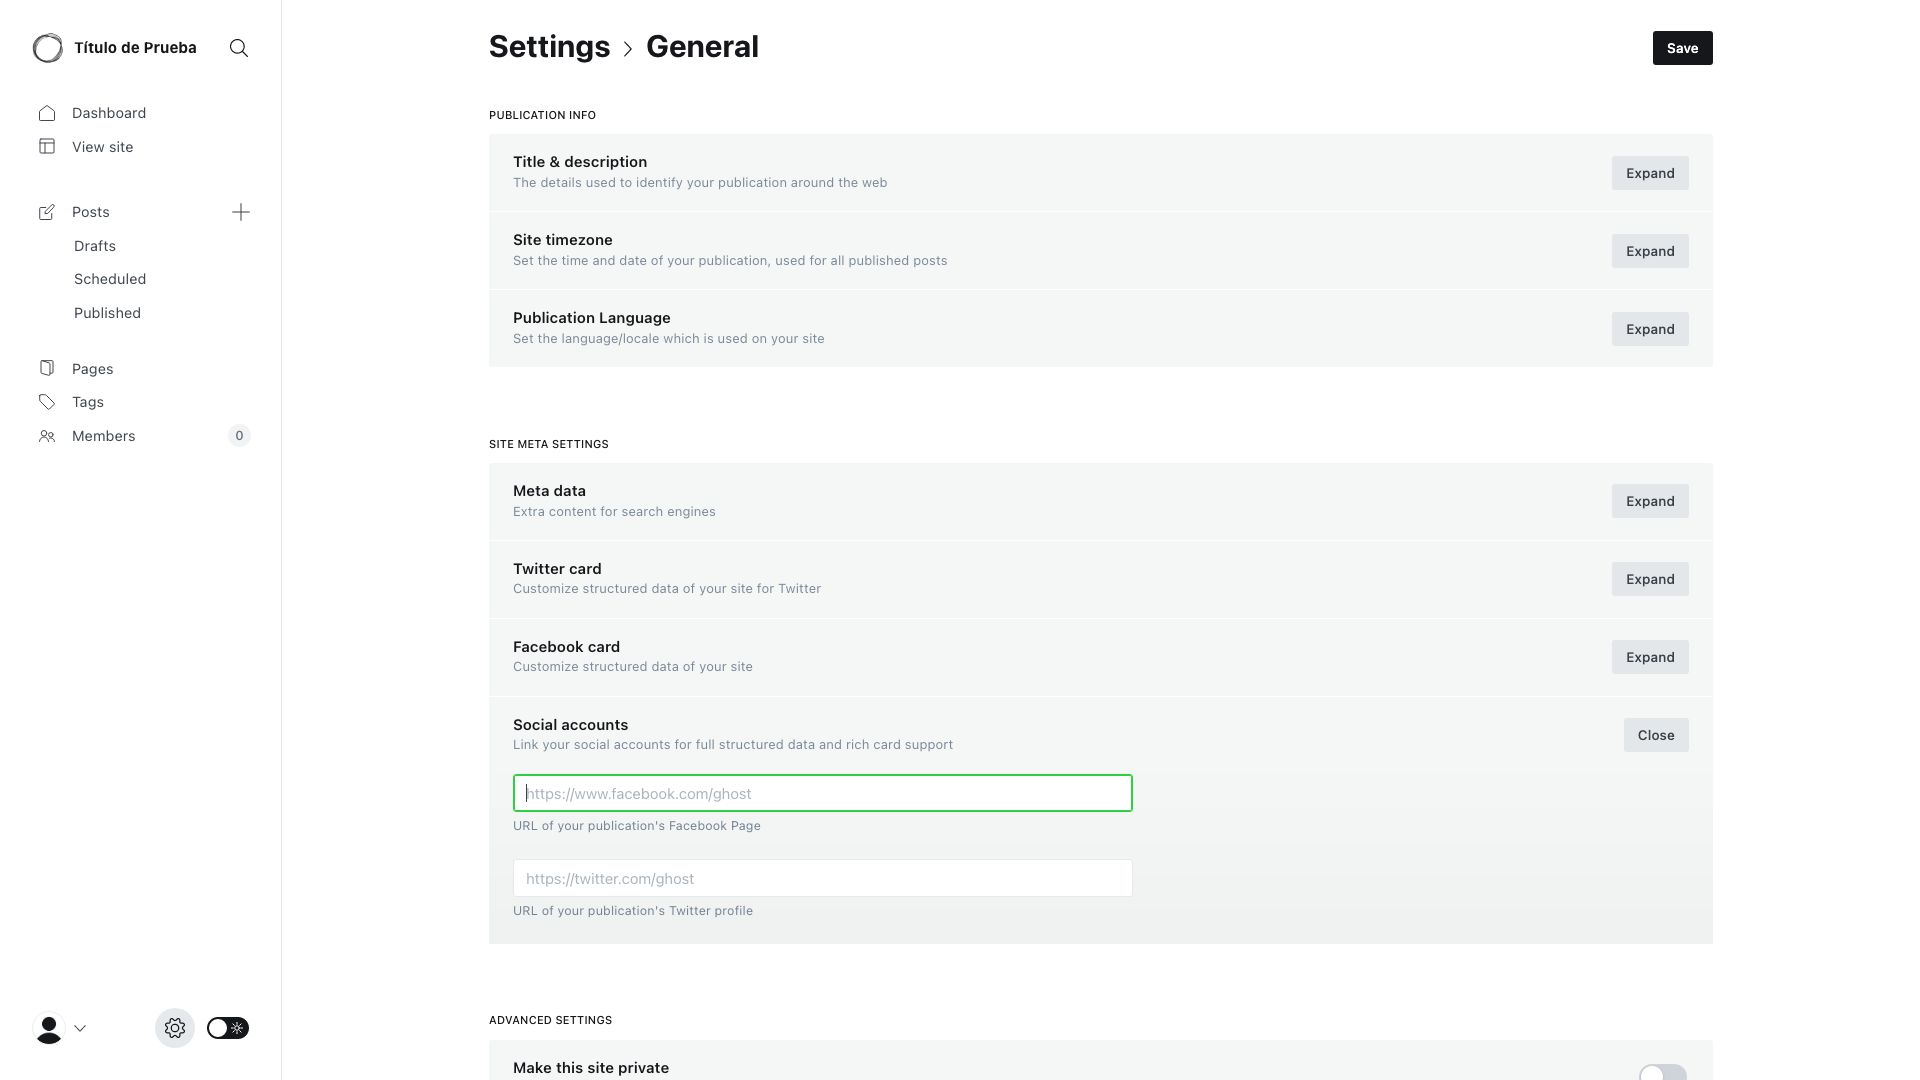 Título de Prueba
Dashboard
View site
Posts
Drafts
Scheduled
Published
Pages
Tags
Members
0
Settings
General
Save
PUBLICATION INFO
Title & description
The details used to identify your publication around the web
Expand
Site timezone
Set the time and date of your publication, used for all published posts
Expand
Publication Language
Set the language/locale which is used on your site
Expand
SITE META SETTINGS
Meta data
Extra content for search engines
Expand
Twitter card
Customize structured data of your site for Twitter
Expand
Facebook card
Customize structured data of your site
Expand
Social accounts
Link your social accounts for full structured data and rich card support
Close
https://www.facebook.com/ghost
URL of your publication's Facebook Page
https://twitter.com/ghost
URL of your publication's Twitter profile
ADVANCED SETTINGS
Make this site private